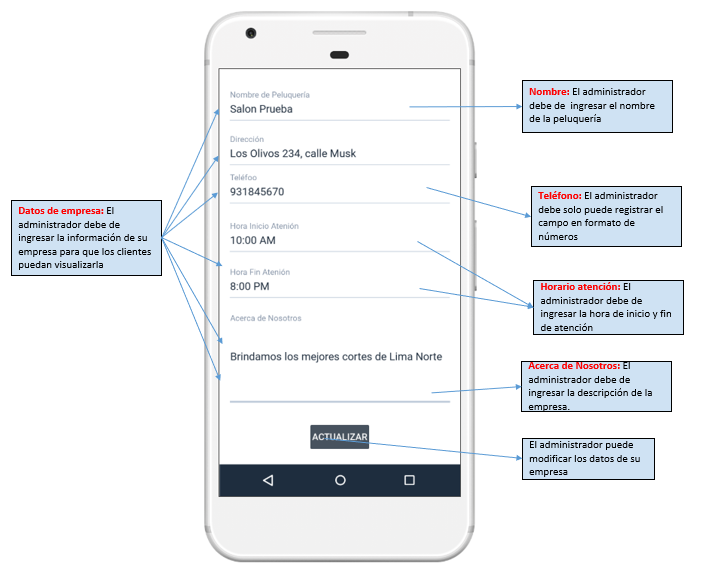 Nombre de Peluquería
Salon Prueba
Dirección
Los Olivos 234, calle Musk
Teléfoo
931845670
Hora Inicio Atenión
10:00 AM
Hora Fin Atenión
8:00 PM
Acerca de Nosotros
Brindamos los mejores cortes de Lima Norte
ACTUALIZAR
Datos de empresa: El
administrador debe de
ingresar la información de su
empresa para que los clientes
puedan visualizarla
Nombre: El administrador
debe de ingresar el nombre
de la peluquería
Teléfono: El administrador
debe solo puede registrar el
campo en formato de
números
Horario atención: El
administrador debe de
ingresar la hora de inicio y fin
de atención
Acerca de Nosotros: El
administrador debe de
ingresar la descripción de la
empresa.
El administrador puede
modificar los datos de su
empresa